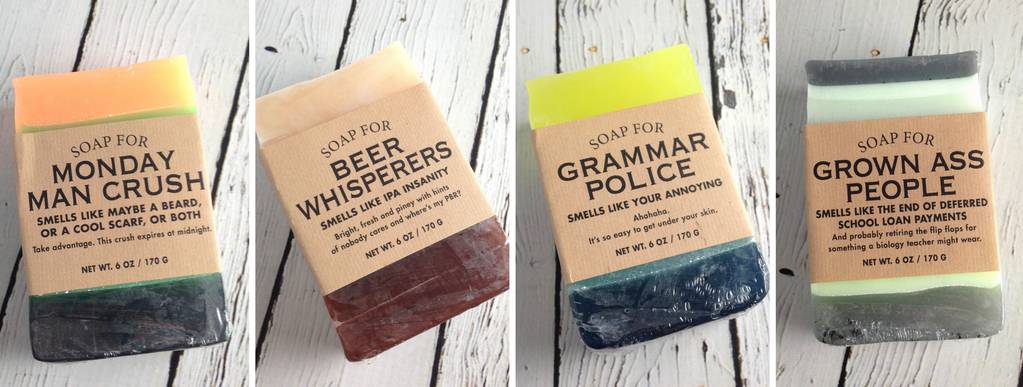 SOAP FOR
MONDAY
MAN CRUSH
SMELLS LIKE MAYBE A BEARD,
OR A COOL SCARF, OR BOTH
Take advantage. This crush expires at midnight.
NET WT. 6 OZ / 170 G
SOAP FOR
BEER
WHISPERERS
SMELLS LIKE IPA INSANITY
Bright, fresh and piney with hints
of nobody cares and where's my PBR?
NET WT. 6 OZ / 170 G
SOAP FOR
GRAMMAR
POLICE
SMELLS LIKE YOUR ANNOYING
Ahahaha.
It's so easy to get under your skin.
NET WT. 6 OZ / 170 G
SOAP FOR
GROWN ASS
PEOPLE
SMELLS LIKE THE END OF DEFERRED
SCHOOL LOAN PAYMENTS
And probably retiring the flip flops for
something a biology teacher might wear.
NET WT. 6 OZ / 170 G